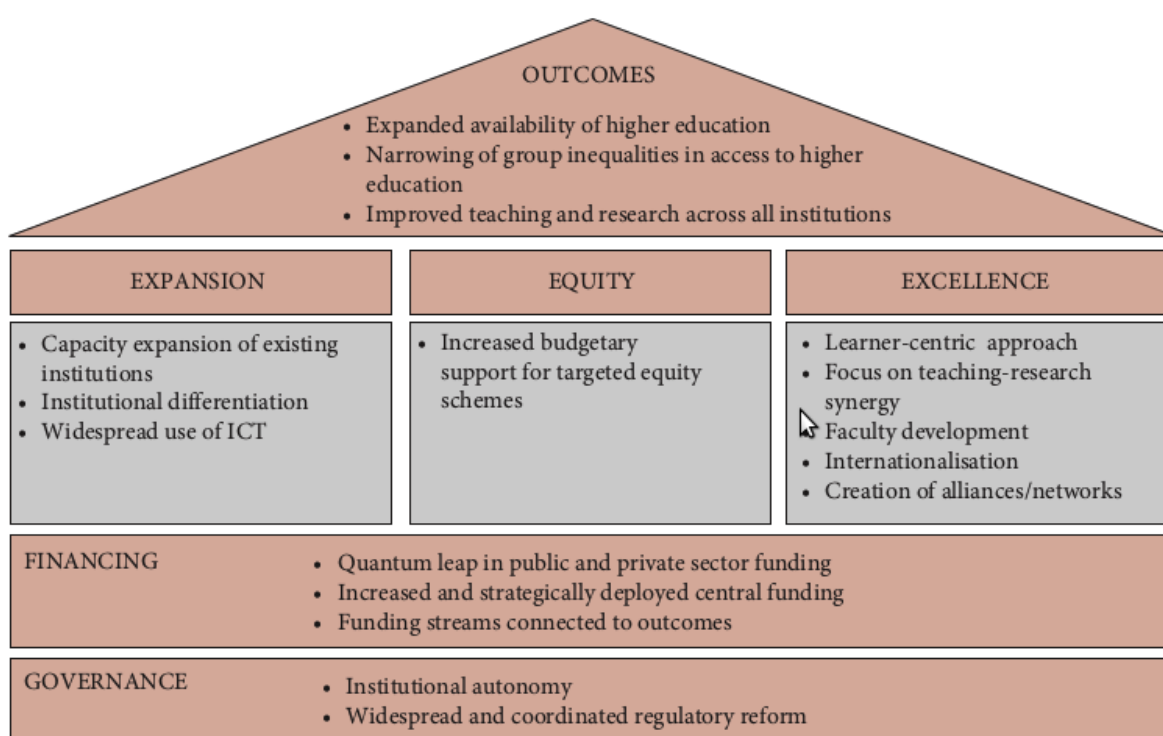 OUTCOMES
• Expanded availability of higher education
• Narrowing of group inequalities in access to higher
education
• Improved teaching and research across all institutions
EXPANSION
• Capacity expansion of existing
institutions
• Institutional differentiation
• Widespread use of ICT
EQUITY
• Increased budgetary
support for targeted equity
schemes
EXCELLENCE
• Learner-centric approach
• Focus on teaching-research
synergy
• Faculty development
• Internationalisation
• Creation of alliances/networks
FINANCING
• Quantum leap in public and private sector funding
• Increased and strategically deployed central funding
• Funding streams connected to outcomes
GOVERNANCE
• Institutional autonomy
• Widespread and coordinated regulatory reform